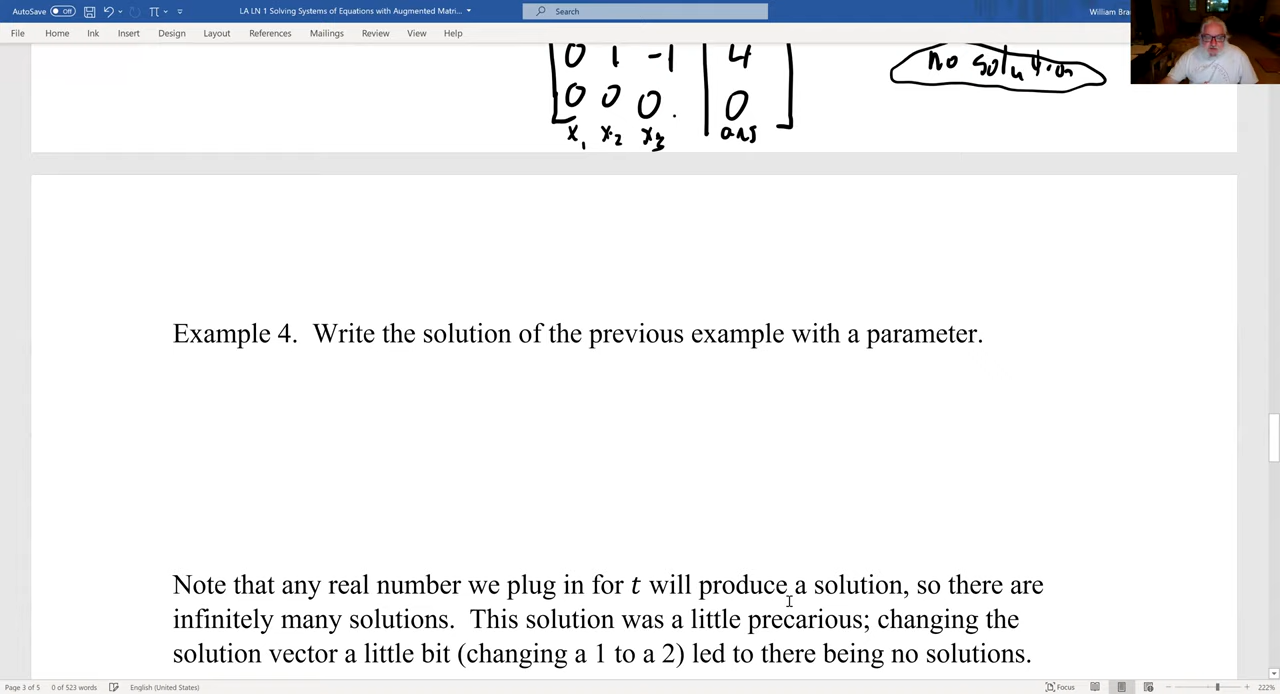 AutoSave Off LA LN 1 Solving Systems of Equations with Augmented Matri... Search William Bra
File Home Ink Insert Design Layout References Mailings Review View Help
0 1 -1 4 no solution
0 0 0 0
x1 x2 x3 ans
Example 4. Write the solution of the previous example with a parameter.
Note that any real number we plug in for t will produce a solution, so there are
infinitely many solutions. This solution was a little precarious; changing the
solution vector a little bit (changing a 1 to a 2) led to there being no solutions.
Page 3 of 5 0 of 523 words English (United States) Focus 222%